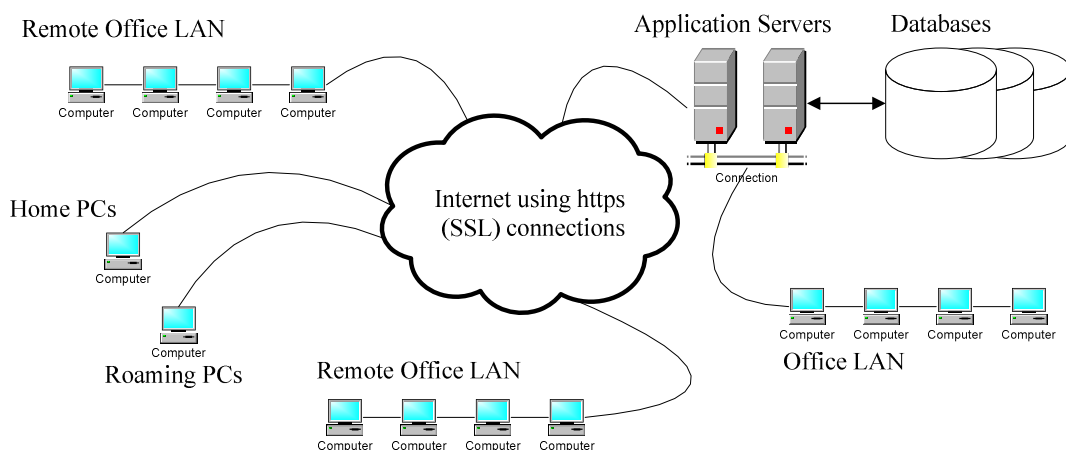 Remote Office LAN
Application Servers
Databases
Computer
Computer
Computer
Computer
Connection
Internet using https
(SSL) connections
Home PCs
Computer
Roaming PCs
Computer
Computer
Computer
Computer
Computer
Office LAN
Remote Office LAN
Computer
Computer
Computer
Computer